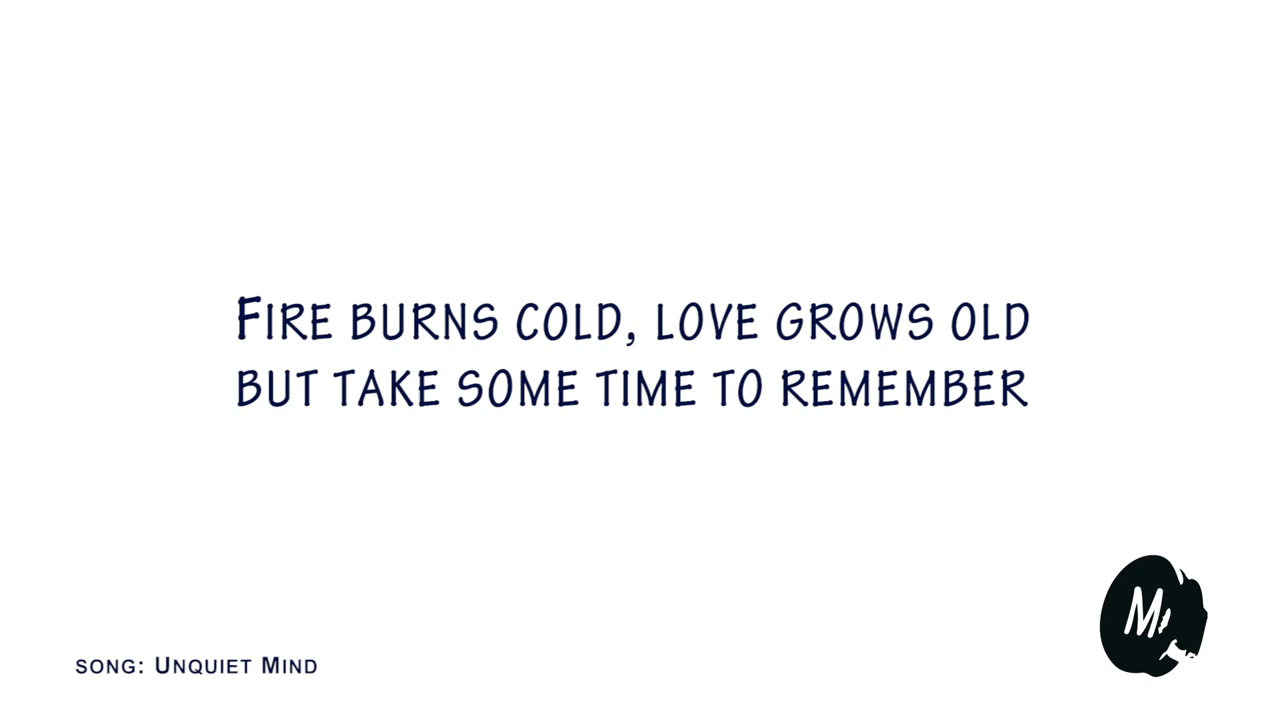 Fire burns cold, love grows old
but take some time to remember
M
song: Unquiet Mind